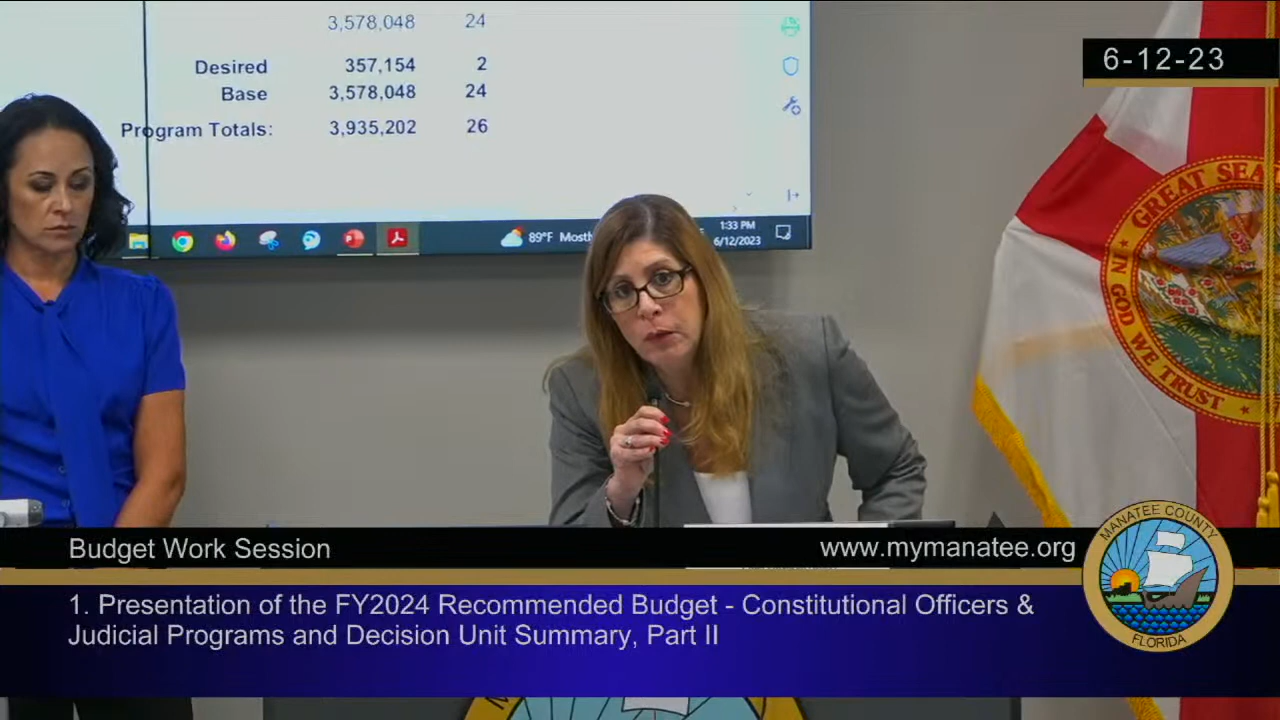 3,578,048 24
Desired 357,154 2
Base 3,578,048 24
Program Totals: 3,935,202 26
89°F Mostl
1:33 PM
6/12/2023
6-12-23
GREAT SEA
IN GOD WE TRUST
Budget Work Session
www.mymanatee.org
1. Presentation of the FY2024 Recommended Budget - Constitutional Officers &
Judicial Programs and Decision Unit Summary, Part II
MANATEE COUNTY
FLORIDA